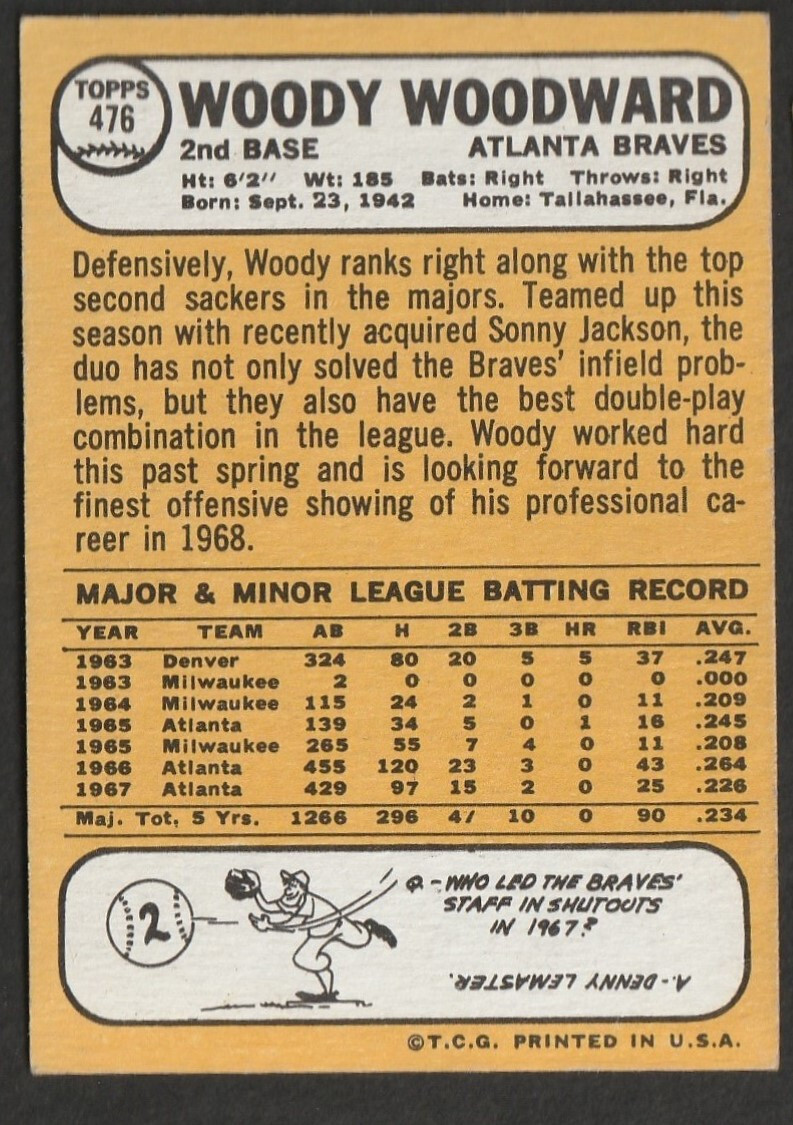 TOPPS
476
WOODY WOODWARD
2nd BASE ATLANTA BRAVES
Ht: 6'2" Wt: 185 Bats: Right Throws: Right
Born: Sept. 23, 1942 Home: Tallahassee, Fla.
Defensively, Woody ranks right along with the top
second sackers in the majors. Teamed up this
season with recently acquired Sonny Jackson, the
duo has not only solved the Braves' infield prob-
lems, but they also have the best double-play
combination in the league. Woody worked hard
this past spring and is looking forward to the
finest offensive showing of his professional ca-
reer in 1968.
MAJOR & MINOR LEAGUE BATTING RECORD
YEAR TEAM AB H 2B 3B HR RBI AVG.
1963 Denver 324 80 20 5 5 37 .247
1963 Milwaukee 2 0 0 0 0 0 .000
1964 Milwaukee 115 24 2 1 0 11 .209
1965 Atlanta 139 34 5 0 1 16 .245
1965 Milwaukee 265 55 7 4 0 11 .208
1966 Atlanta 455 120 23 3 0 43 .264
1967 Atlanta 429 97 15 2 0 25 .226
Maj. Tot. 5 Yrs. 1266 296 47 10 0 90 .234
2
Q - WHO LED THE BRAVES'
STAFF IN SHUTOUTS
IN 1967?
A - DENNY LEMASTER.
©T.C.G. PRINTED IN U.S.A.